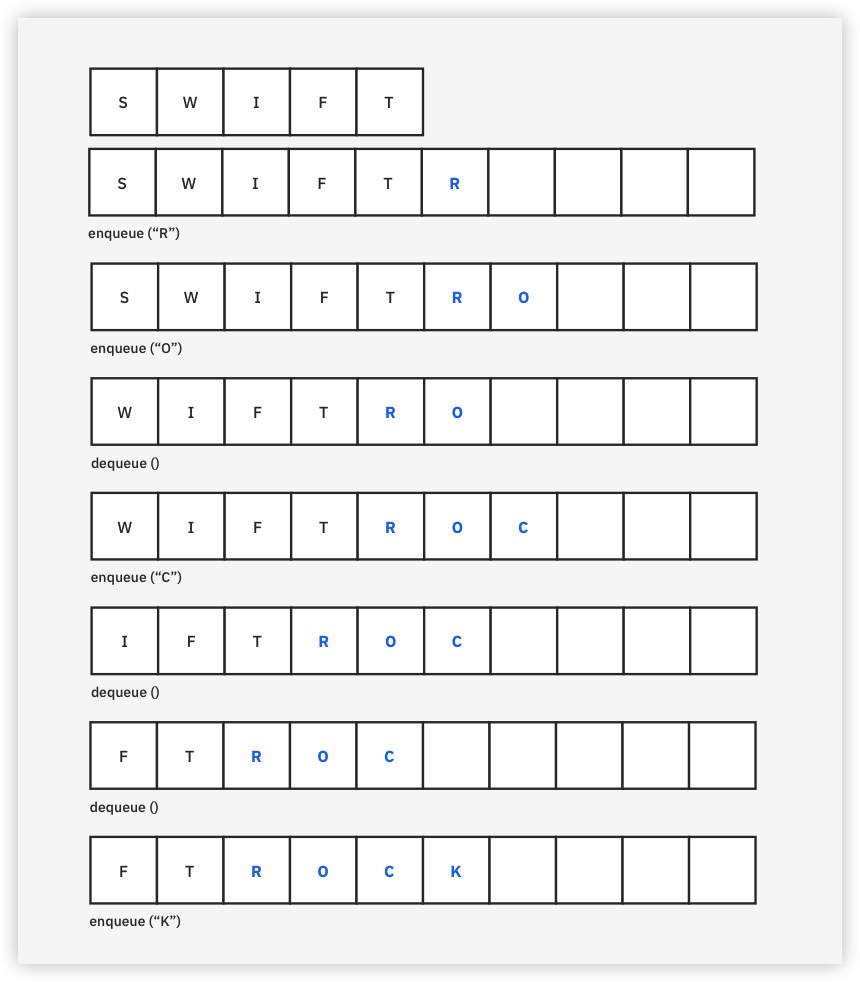 S W I F T
S W I F T R
enqueue (“R”)
S W I F T R O
enqueue (“O”)
W I F T R O
dequeue ()
W I F T R O C
enqueue (“C”)
I F T R O C
dequeue ()
F T R O C
dequeue ()
F T R O C K
enqueue (“K”)